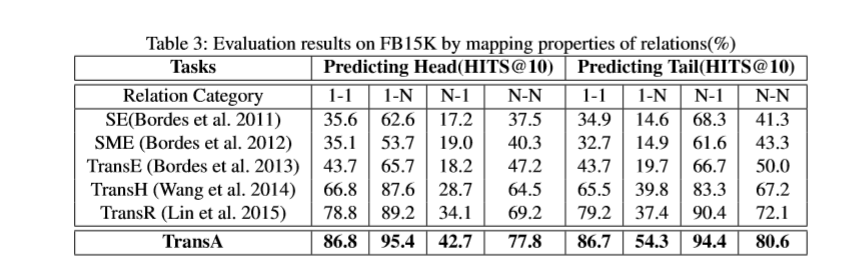 Table 3: Evaluation results on FB15K by mapping properties of relations(%)
Tasks Predicting Head(HITS@10) Predicting Tail(HITS@10)
Relation Category 1-1 1-N N-1 N-N 1-1 1-N N-1 N-N
SE(Bordes et al. 2011) 35.6 62.6 17.2 37.5 34.9 14.6 68.3 41.3
SME (Bordes et al. 2012) 35.1 53.7 19.0 40.3 32.7 14.9 61.6 43.3
TransE (Bordes et al. 2013) 43.7 65.7 18.2 47.2 43.7 19.7 66.7 50.0
TransH (Wang et al. 2014) 66.8 87.6 28.7 64.5 65.5 39.8 83.3 67.2
TransR (Lin et al. 2015) 78.8 89.2 34.1 69.2 79.2 37.4 90.4 72.1
TransA 86.8 95.4 42.7 77.8 86.7 54.3 94.4 80.6